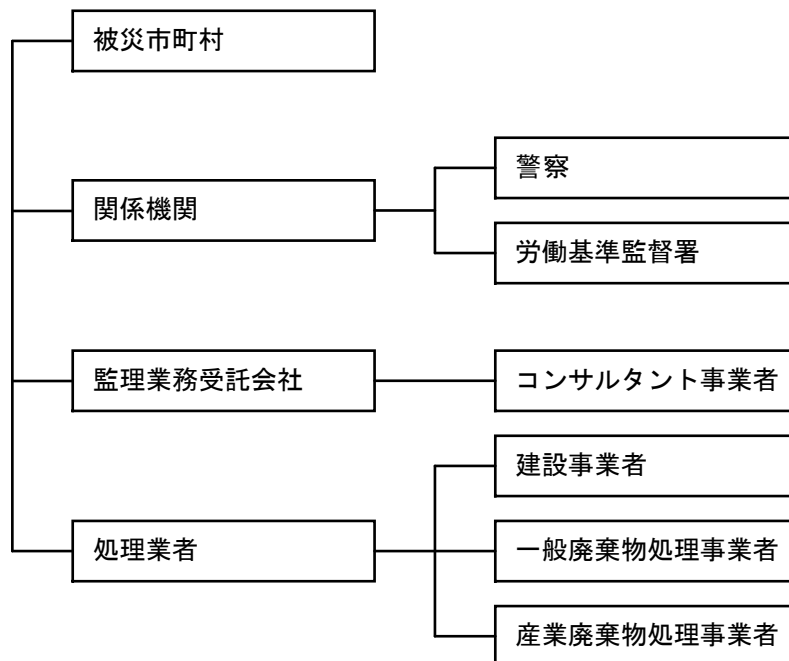 被災市町村
関係機関
警察
労働基準監督署
監理業務受託会社
コンサルタント事業者
処理業者
建設事業者
一般廃棄物処理事業者
産業廃棄物処理事業者